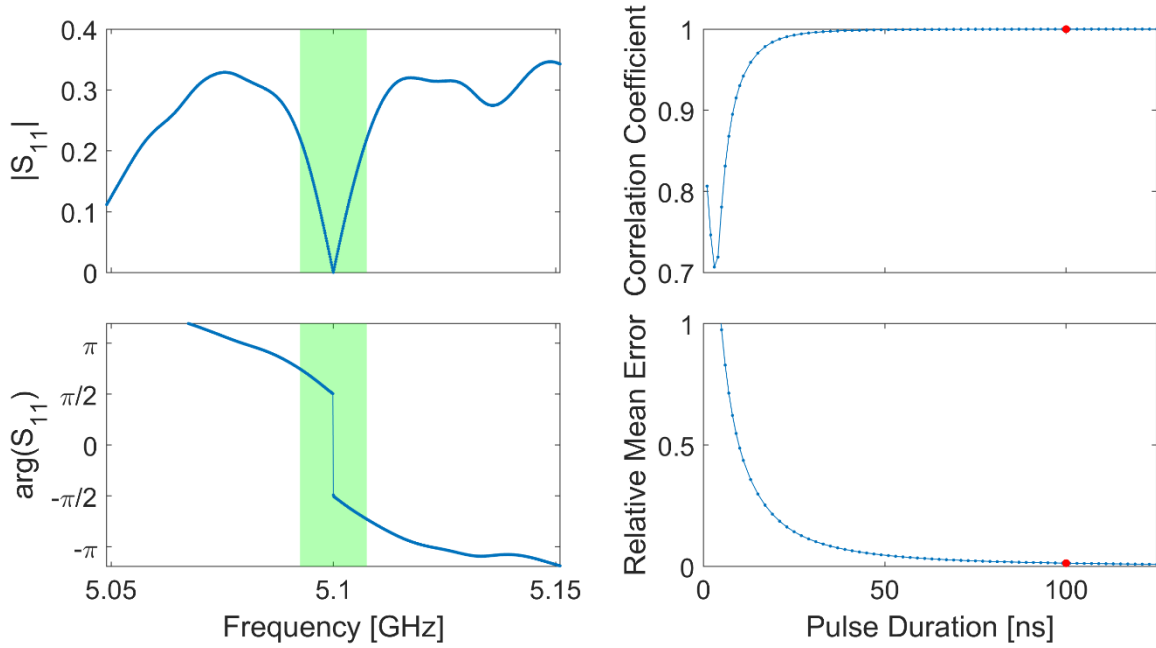 |S11|
0.4
0.3
0.2
0.1
0
arg(S11)
π
π/2
0
-π/2
-π
5.05
5.1
5.15
Frequency [GHz]
Correlation Coefficient
1
0.9
0.8
0.7
Relative Mean Error
1
0.5
0
0
50
100
Pulse Duration [ns]